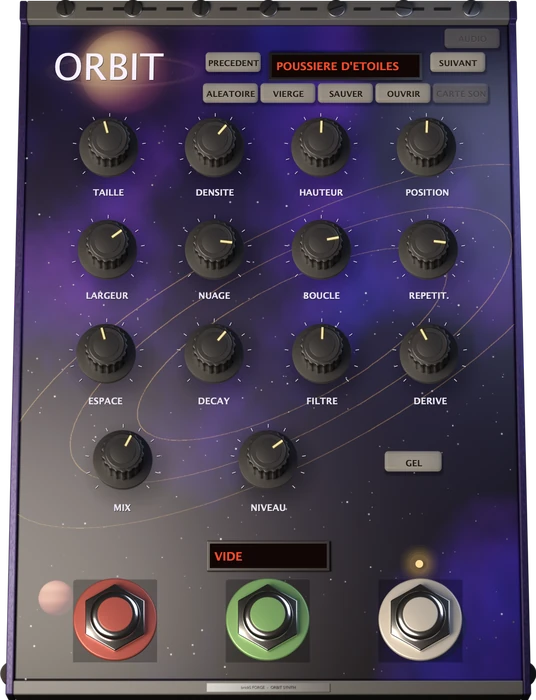 AUDIO
ORBIT
PRECEDENT POUSSIERE D'ETOILES SUIVANT
ALEATOIRE VIERGE SAUVER OUVRIR CARTE SON
TAILLE DENSITE HAUTEUR POSITION
LARGEUR NUAGE BOUCLE REPETIT.
ESPACE DECAY FILTRE DERIVE
GEL
MIX NIVEAU
VIDE